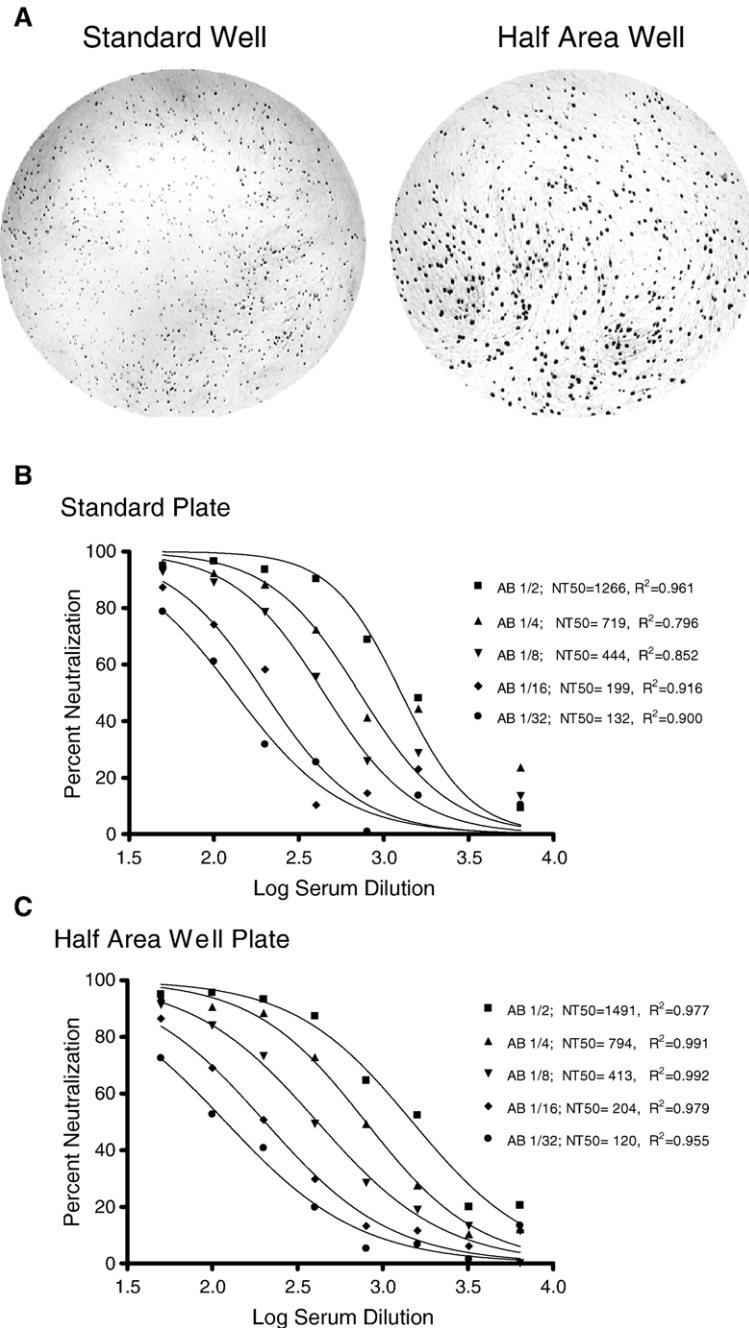 A
Standard Well
Half Area Well
B
Standard Plate
Percent Neutralization
100
80
60
40
20
0
1.5 2.0 2.5 3.0 3.5 4.0
Log Serum Dilution
AB 1/2; NT50=1266, R²=0.961
AB 1/4; NT50= 719, R²=0.796
AB 1/8; NT50= 444, R²=0.852
AB 1/16; NT50= 199, R²=0.916
AB 1/32; NT50= 132, R²=0.900
C
Half Area Well Plate
Percent Neutralization
100
80
60
40
20
0
1.5 2.0 2.5 3.0 3.5 4.0
Log Serum Dilution
AB 1/2; NT50=1491, R²=0.977
AB 1/4; NT50= 794, R²=0.991
AB 1/8; NT50= 413, R²=0.992
AB 1/16; NT50= 204, R²=0.979
AB 1/32; NT50= 120, R²=0.955